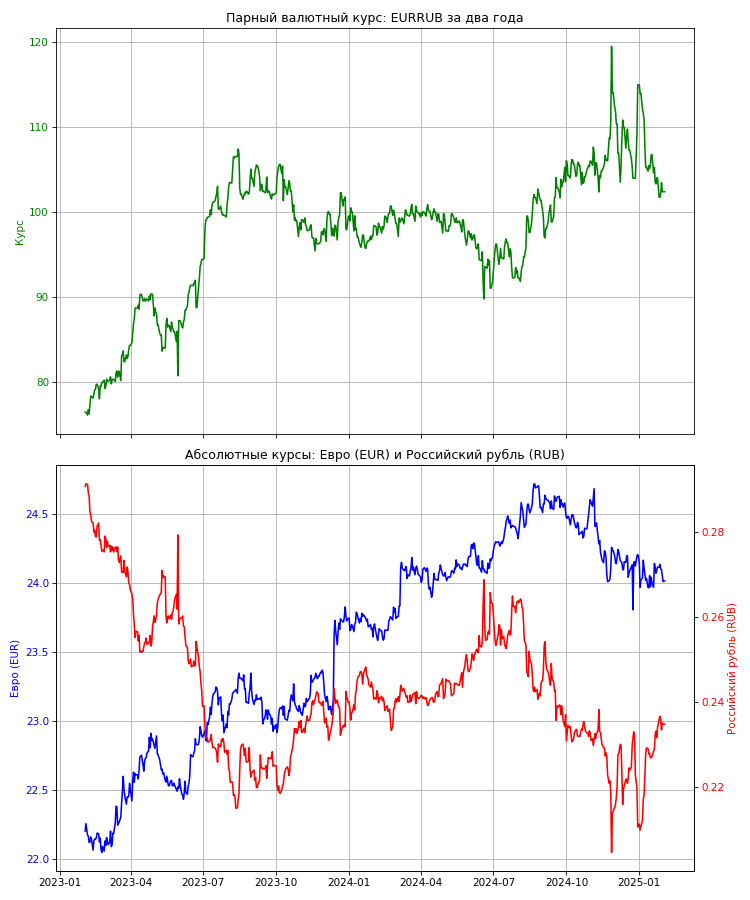 Парный валютный курс: EURRUB за два года
120
110
100
90
80
Курс
Абсолютные курсы: Евро (EUR) и Российский рубль (RUB)
24.5
24.0
23.5
23.0
22.5
22.0
Евро (EUR)
0.28
0.26
0.24
0.22
Российский рубль (RUB)
2023-01 2023-04 2023-07 2023-10 2024-01 2024-04 2024-07 2024-10 2025-01